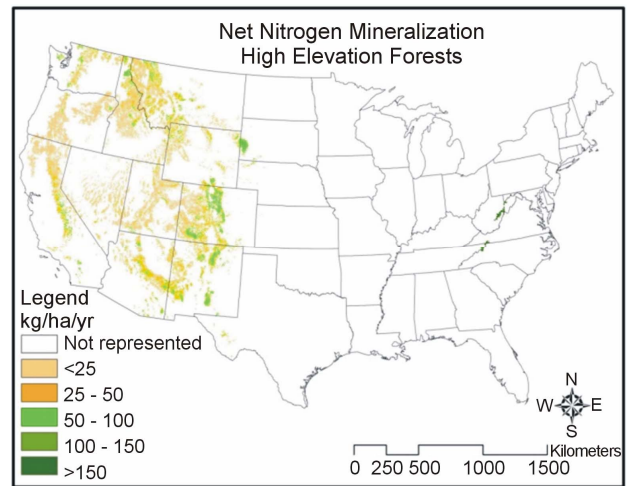 Net Nitrogen Mineralization
High Elevation Forests
Legend
kg/ha/yr
Not represented
<25
25 - 50
50 - 100
100 - 150
>150
N
W E
S
Kilometers
0 250 500 1000 1500